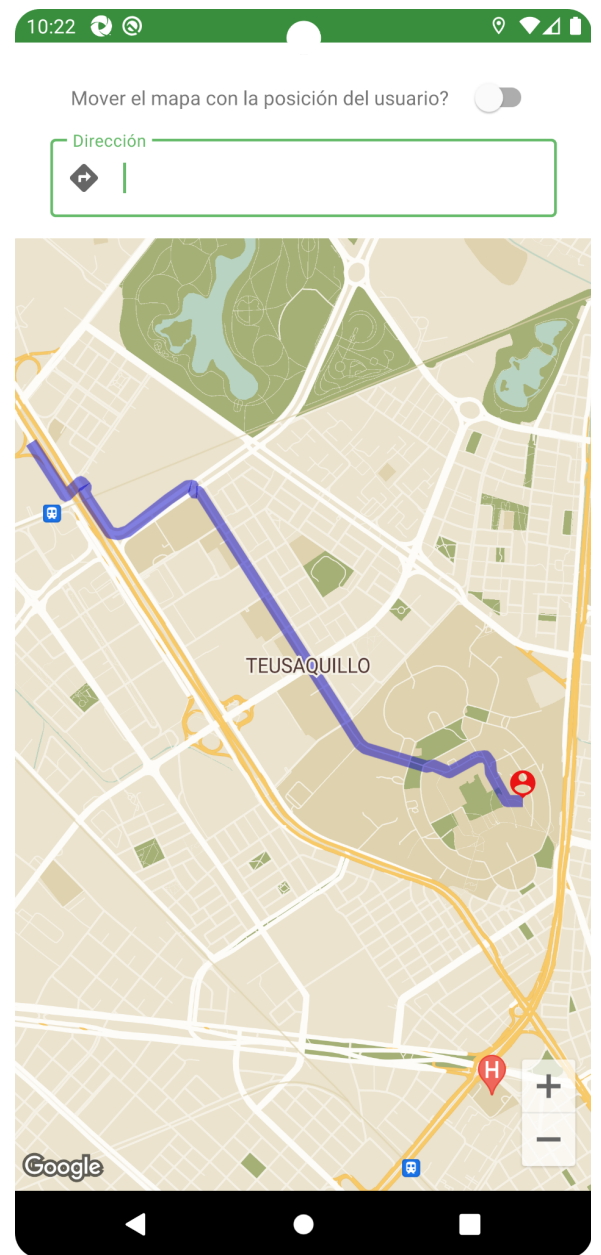 10:22
Mover el mapa con la posición del usuario?
Dirección
TEUSAQUILLO
H
+
−
Google